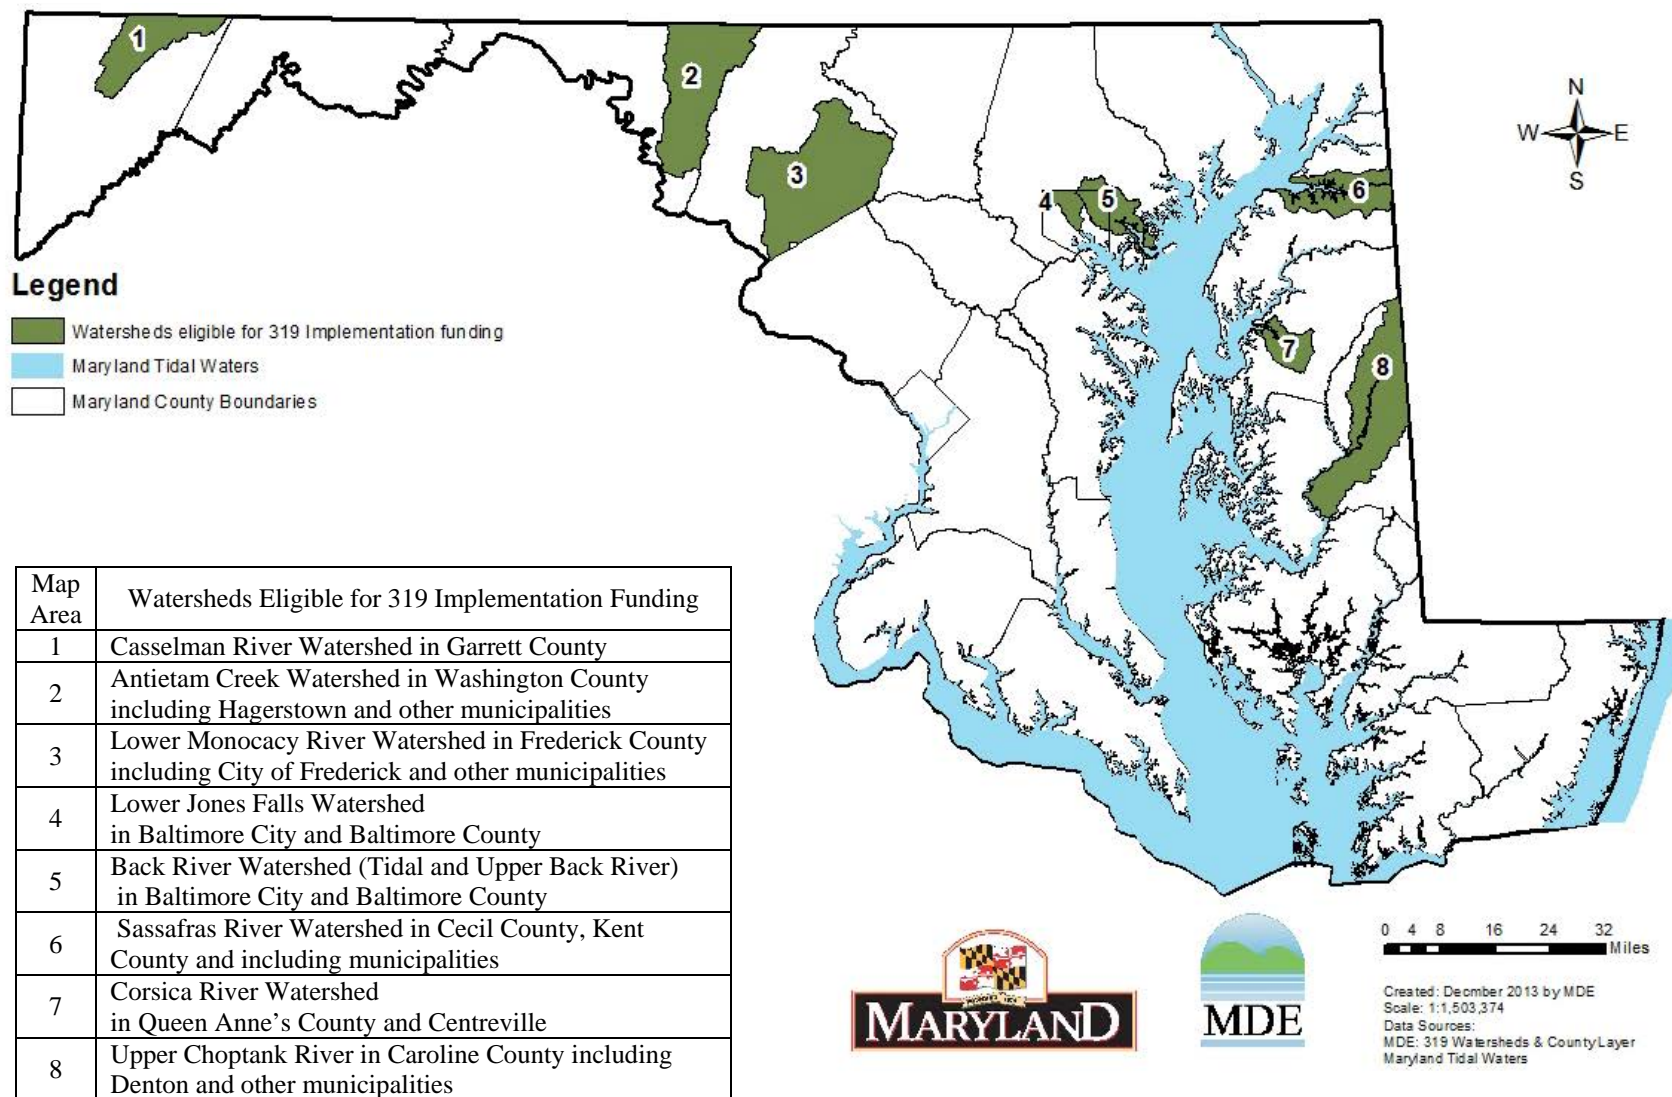 1
2
3
4
5
6
7
8
N
W E
S
Legend
Watersheds eligible for 319 Implementation funding
Maryland Tidal Waters
Maryland County Boundaries
Map Area Watersheds Eligible for 319 Implementation Funding
1 Casselman River Watershed in Garrett County
2 Antietam Creek Watershed in Washington County
including Hagerstown and other municipalities
3 Lower Monocacy River Watershed in Frederick County
including City of Frederick and other municipalities
4 Lower Jones Falls Watershed
in Baltimore City and Baltimore County
5 Back River Watershed (Tidal and Upper Back River)
in Baltimore City and Baltimore County
6 Sassafras River Watershed in Cecil County, Kent
County and including municipalities
7 Corsica River Watershed
in Queen Anne's County and Centreville
8 Upper Choptank River in Caroline County including
Denton and other municipalities
MARYLAND
MDE
0 4 8 16 24 32
Miles
Created: Decmber 2013 by MDE
Scale: 1:1,503,374
Data Sources:
MDE: 319 Watersheds & County Layer
Maryland Tidal Waters